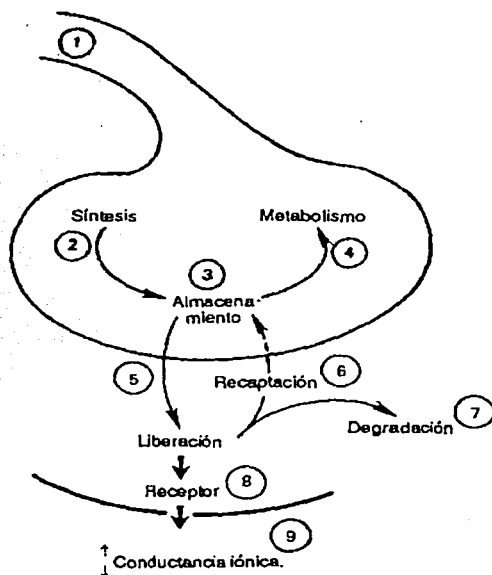 1
Síntesis
Metabolismo
2
3
4
Almacena-
miento
5
Recaptación 6
7
Degradación
Liberación
Receptor 8
9
↑
↓ Conductancia iónica.